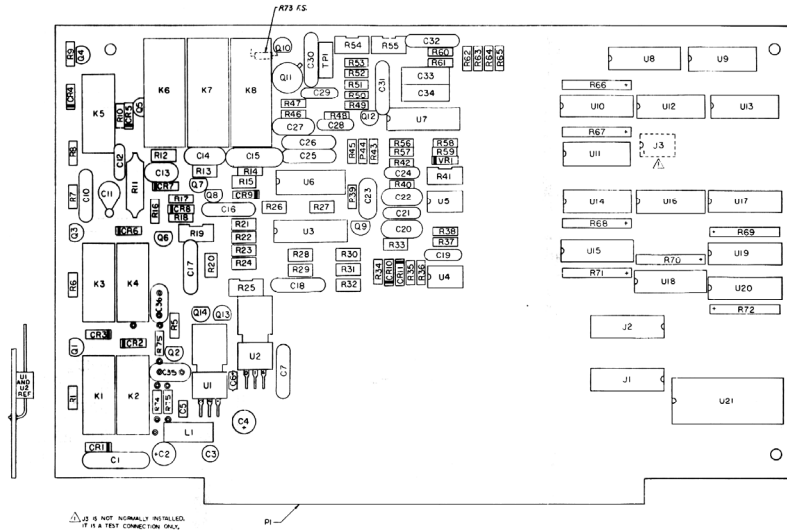 R73 F.S.
R9
Q4
Q10
C30
TP1
R54
R55
C32
R60
R61
R62
R63
R64
R65
U8
U9
K5
K6
K7
K8
Q11
R53
R52
R51
R50
R49
C29
C31
C33
C34
R66
CR4
R10
CR5
Q5
R47
R46
R48
C27
C28
Q12
U7
U10
U12
U13
R67
R8
C12
R12
C14
C15
C26
C25
R45
R44
R43
R56
R57
R42
R58
R59
VR1
U11
J3
C13
R13
R14
R15
C24
R41
R7
C10
C11
R11
CR7
Q7
Q8
CR9
U6
R39
C23
R40
C22
U5
U14
U16
U17
R16
R17
CR8
R18
C16
R26
R27
C21
R68
Q3
CR6
Q6
R19
R21
R22
R23
R24
U3
Q9
C20
R33
R38
R37
R69
K3
K4
C17
R20
R28
R29
R30
R31
R32
C19
U15
R70
U19
R6
R25
C18
R34
CR10
CR11
R35
R36
U4
R71
U18
U20
C36
Q14
Q13
R72
CR3
R5
J2
Q1
CR2
R75
Q2
U2
C7
U1
AND
U2
REF
K1
K2
C35
U1
C6
J1
U21
R1
R74
C5
C4
+
CR1
L1
C1
+C2
C3
J3 IS NOT NORMALLY INSTALLED.
IT IS A TEST CONNECTION ONLY.
P1